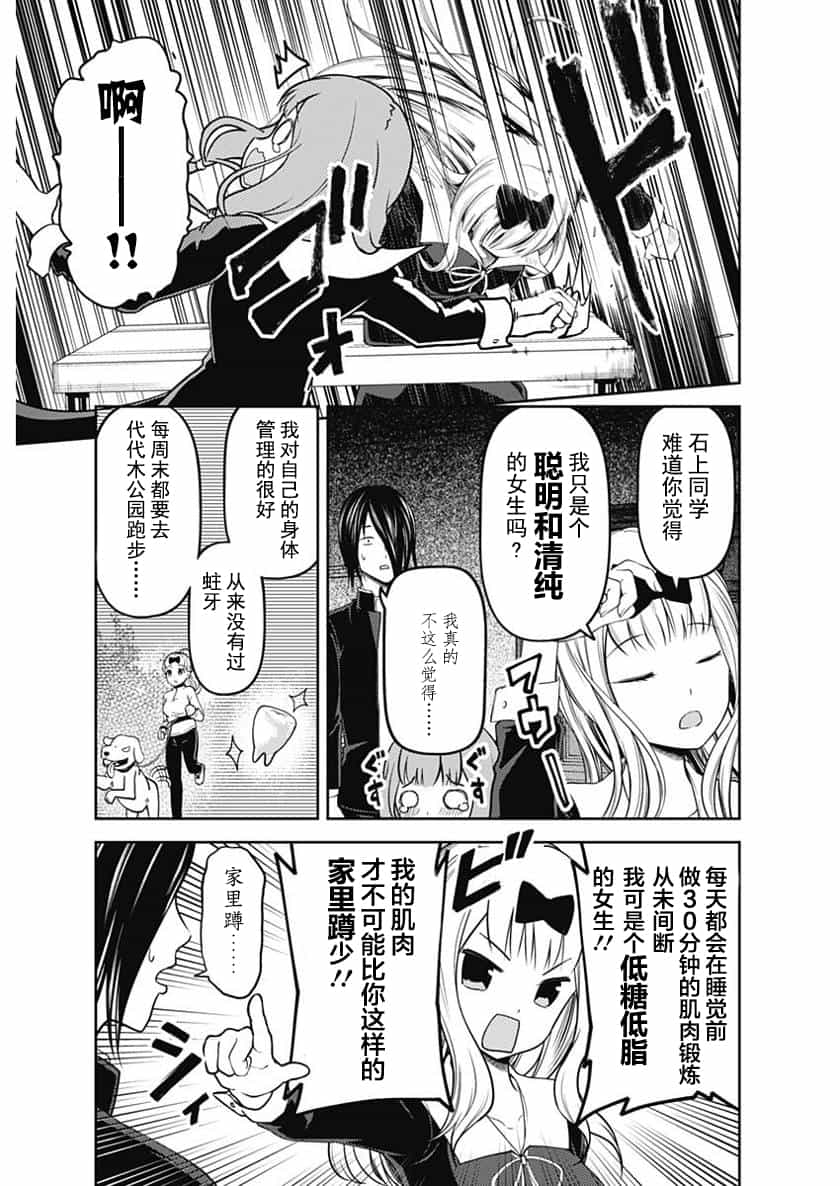 啊——!!
ドドン
石上同学
难道你觉得
我只是个
聪明和清纯
的女生吗？
フゥー
我真的
不这么觉得……
ぐす
ぐす
我对自己的身体
管理的很好
每周末都要去
代代木公园跑步……
从来没有过
蛀牙
每天都会在睡觉前
做30分钟的肌肉锻炼
从未间断
我可是个低糖低脂
的女生!!
ビシ
我的肌肉
才不可能比你这样的
家里蹲少!!
家里蹲……